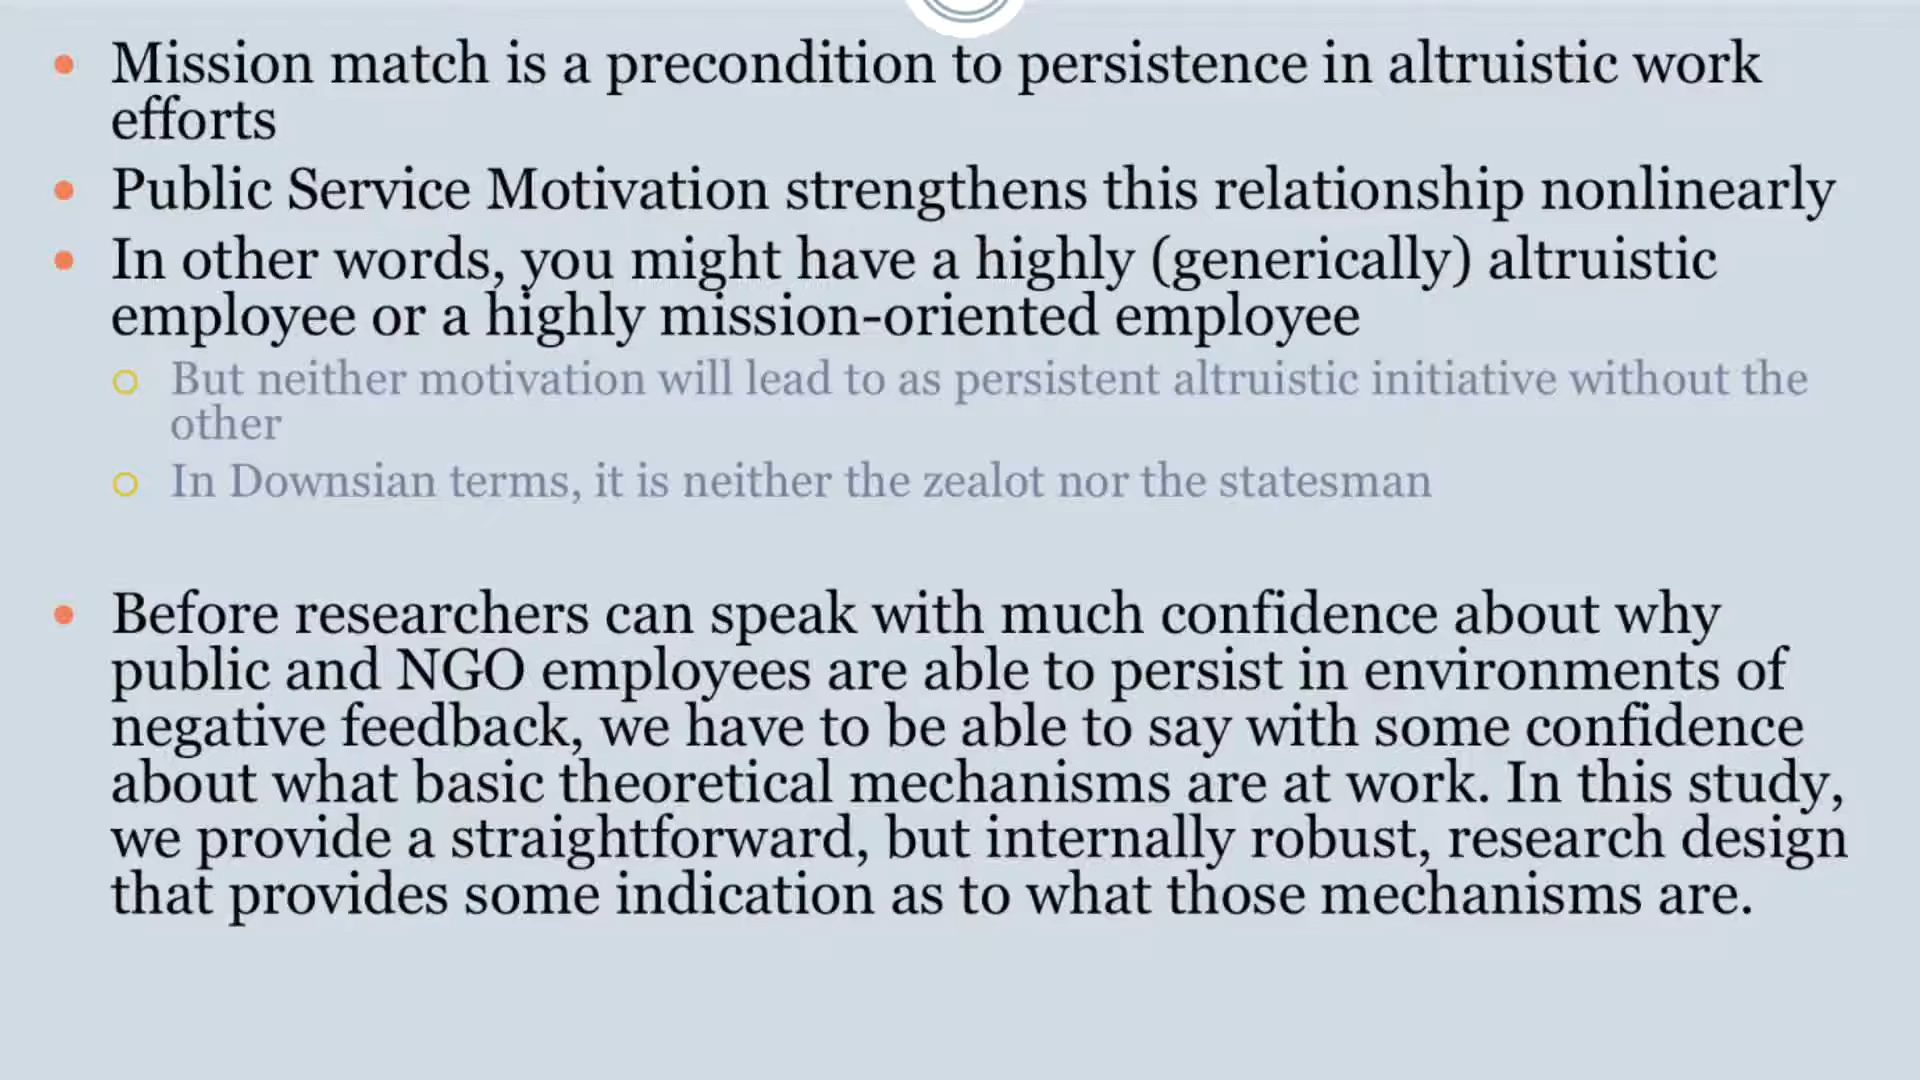 Mission match is a precondition to persistence in altruistic work
efforts
Public Service Motivation strengthens this relationship nonlinearly
In other words, you might have a highly (generically) altruistic
employee or a highly mission-oriented employee
But neither motivation will lead to as persistent altruistic initiative without the
other
In Downsian terms, it is neither the zealot nor the statesman
Before researchers can speak with much confidence about why
public and NGO employees are able to persist in environments of
negative feedback, we have to be able to say with some confidence
about what basic theoretical mechanisms are at work. In this study,
we provide a straightforward, but internally robust, research design
that provides some indication as to what those mechanisms are.